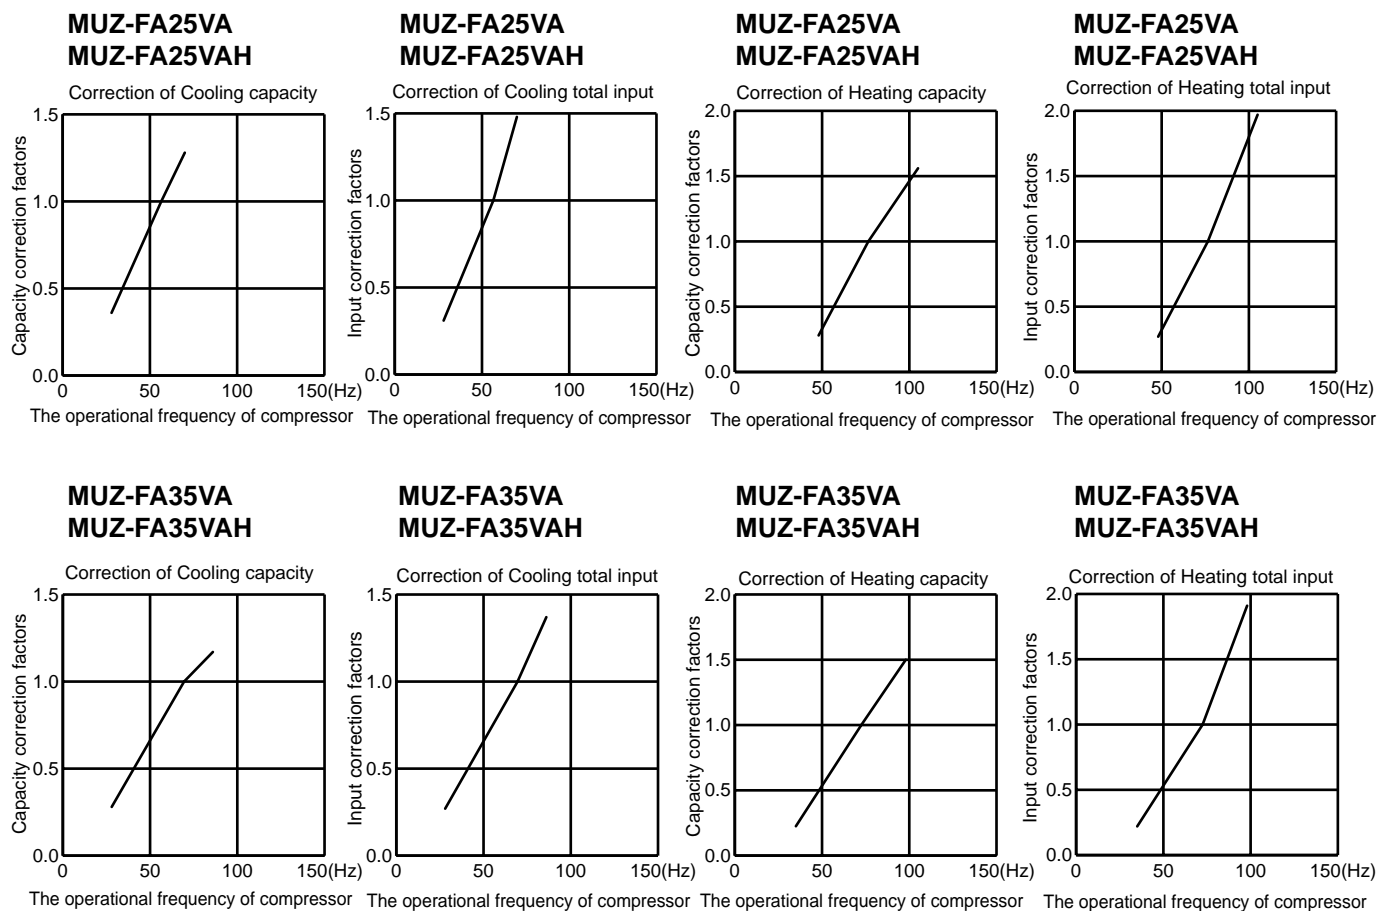 MUZ-FA25VA
MUZ-FA25VAH
Correction of Cooling capacity
Capacity correction factors
1.5
1.0
0.5
0.0
0 50 100 150(Hz)
The operational frequency of compressor
MUZ-FA25VA
MUZ-FA25VAH
Correction of Cooling total input
Input correction factors
1.5
1.0
0.5
0.0
0 50 100 150(Hz)
The operational frequency of compressor
MUZ-FA25VA
MUZ-FA25VAH
Correction of Heating capacity
Capacity correction factors
2.0
1.5
1.0
0.5
0.0
0 50 100 150(Hz)
The operational frequency of compressor
MUZ-FA25VA
MUZ-FA25VAH
Correction of Heating total input
Input correction factors
2.0
1.5
1.0
0.5
0.0
0 50 100 150(Hz)
The operational frequency of compressor
MUZ-FA35VA
MUZ-FA35VAH
Correction of Cooling capacity
Capacity correction factors
1.5
1.0
0.5
0.0
0 50 100 150(Hz)
The operational frequency of compressor
MUZ-FA35VA
MUZ-FA35VAH
Correction of Cooling total input
Input correction factors
1.5
1.0
0.5
0.0
0 50 100 150(Hz)
The operational frequency of compressor
MUZ-FA35VA
MUZ-FA35VAH
Correction of Heating capacity
Capacity correction factors
2.0
1.5
1.0
0.5
0.0
0 50 100 150(Hz)
The operational frequency of compressor
MUZ-FA35VA
MUZ-FA35VAH
Correction of Heating total input
Input correction factors
2.0
1.5
1.0
0.5
0.0
0 50 100 150(Hz)
The operational frequency of compressor